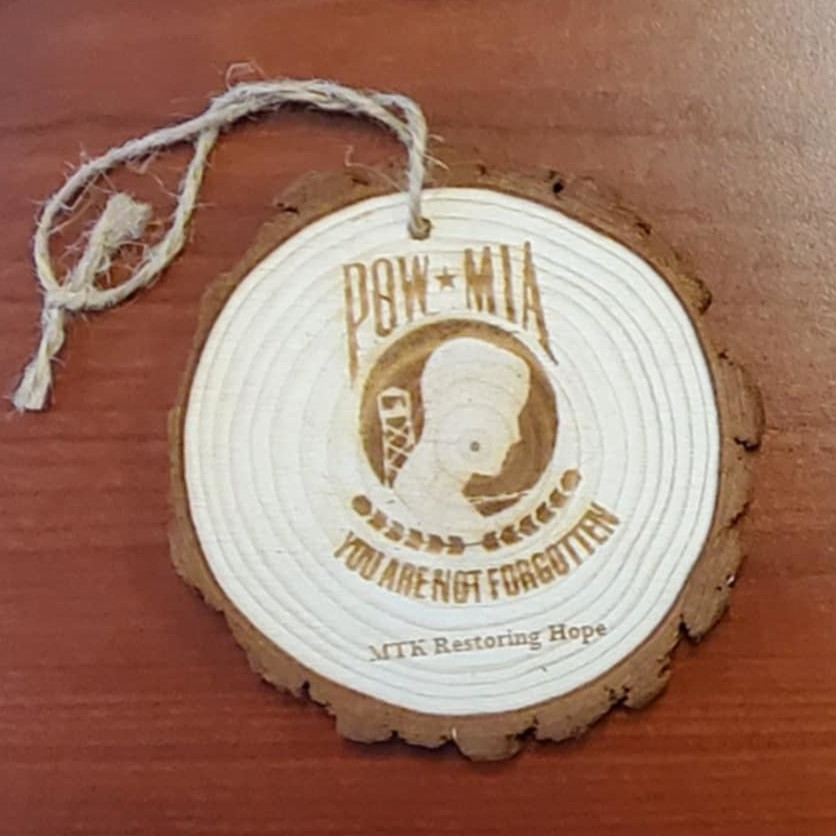 POW★MIA
YOU ARE NOT FORGOTTEN
MTK Restoring Hope